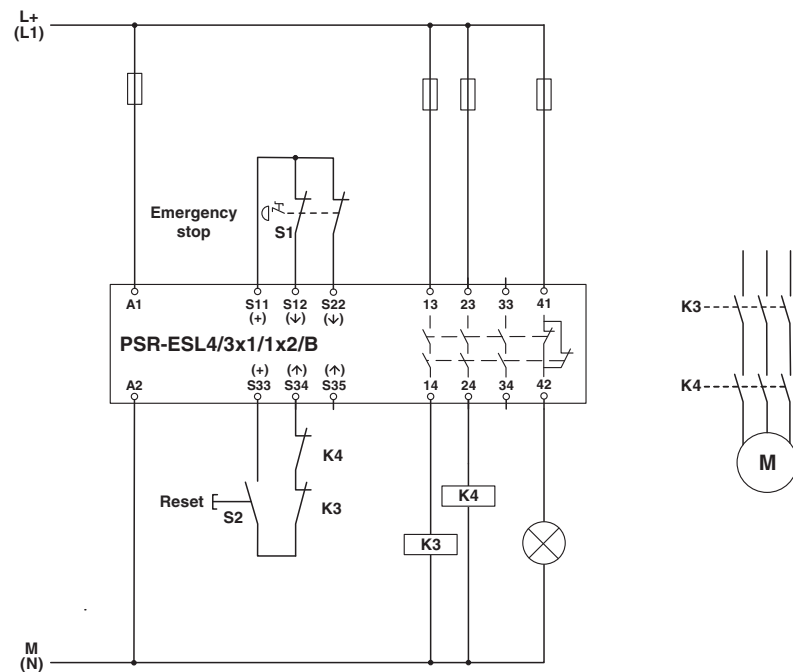 L+
(L1)
Emergency
stop
S1
A1
S11
S12
S22
13
23
33
41
(+)
(↓)
(↓)
PSR-ESL4/3x1/1x2/B
(+)
(↑)
(↑)
A2
S33
S34
S35
14
24
34
42
K3
K4
M
K4
Reset
S2
K3
K4
K3
M
(N)